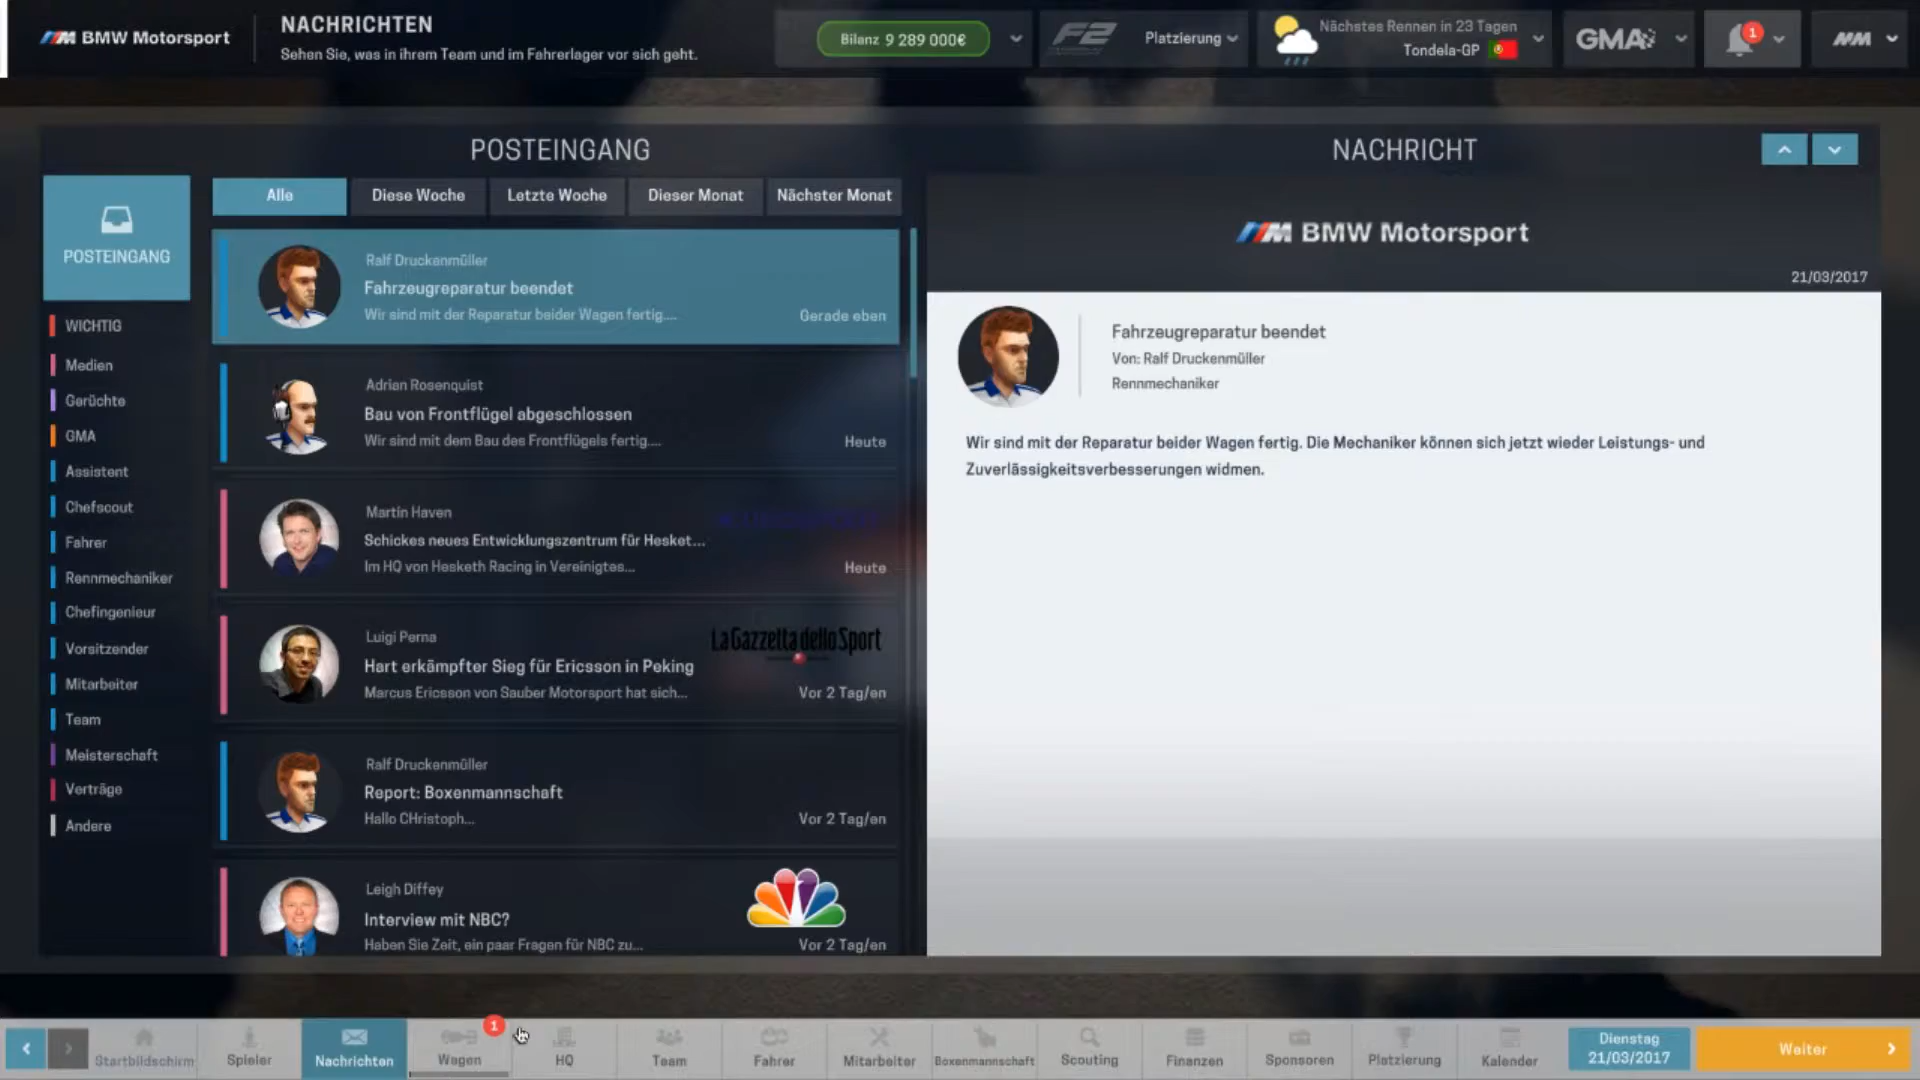 BMW Motorsport
NACHRICHTEN
Sehen Sie, was in ihrem Team und im Fahrerlager vor sich geht.
Bilanz 9 289 000€
F2
Platzierung
Nächstes Rennen in 23 Tagen
Tondela-GP
GMA
1
POSTEINGANG
NACHRICHT
POSTEINGANG
Alle
Diese Woche
Letzte Woche
Dieser Monat
Nächster Monat
WICHTIG
Medien
Gerüchte
GMA
Assistent
Chefscout
Fahrer
Rennmechaniker
Chefingenieur
Vorsitzender
Mitarbeiter
Team
Meisterschaft
Verträge
Andere
Ralf Druckenmüller
Fahrzeugreparatur beendet
Wir sind mit der Reparatur beider Wagen fertig....
Gerade eben
Adrian Rosenquist
Bau von Frontflügel abgeschlossen
Wir sind mit dem Bau des Frontflügels fertig....
Heute
Martin Haven
Schickes neues Entwicklungszentrum für Hesket...
Im HQ von Hesketh Racing in Vereinigtes...
Heute
Luigi Perna
La Gazzetta dello Sport
Hart erkämpfter Sieg für Ericsson in Peking
Marcus Ericsson von Sauber Motorsport hat sich...
Vor 2 Tag/en
Ralf Druckenmüller
Report: Boxenmannschaft
Hallo CHristoph...
Vor 2 Tag/en
Leigh Diffey
Interview mit NBC?
Haben Sie Zeit, ein paar Fragen für NBC zu...
Vor 2 Tag/en
BMW Motorsport
21/03/2017
Fahrzeugreparatur beendet
Von: Ralf Druckenmüller
Rennmechaniker
Wir sind mit der Reparatur beider Wagen fertig. Die Mechaniker können sich jetzt wieder Leistungs- und
Zuverlässigkeitsverbesserungen widmen.
Startbildschirm
Spieler
Nachrichten
1
Wagen
HQ
Team
Fahrer
Mitarbeiter
Boxenmannschaft
Scouting
Finanzen
Sponsoren
Platzierung
Kalender
Dienstag
21/03/2017
Weiter